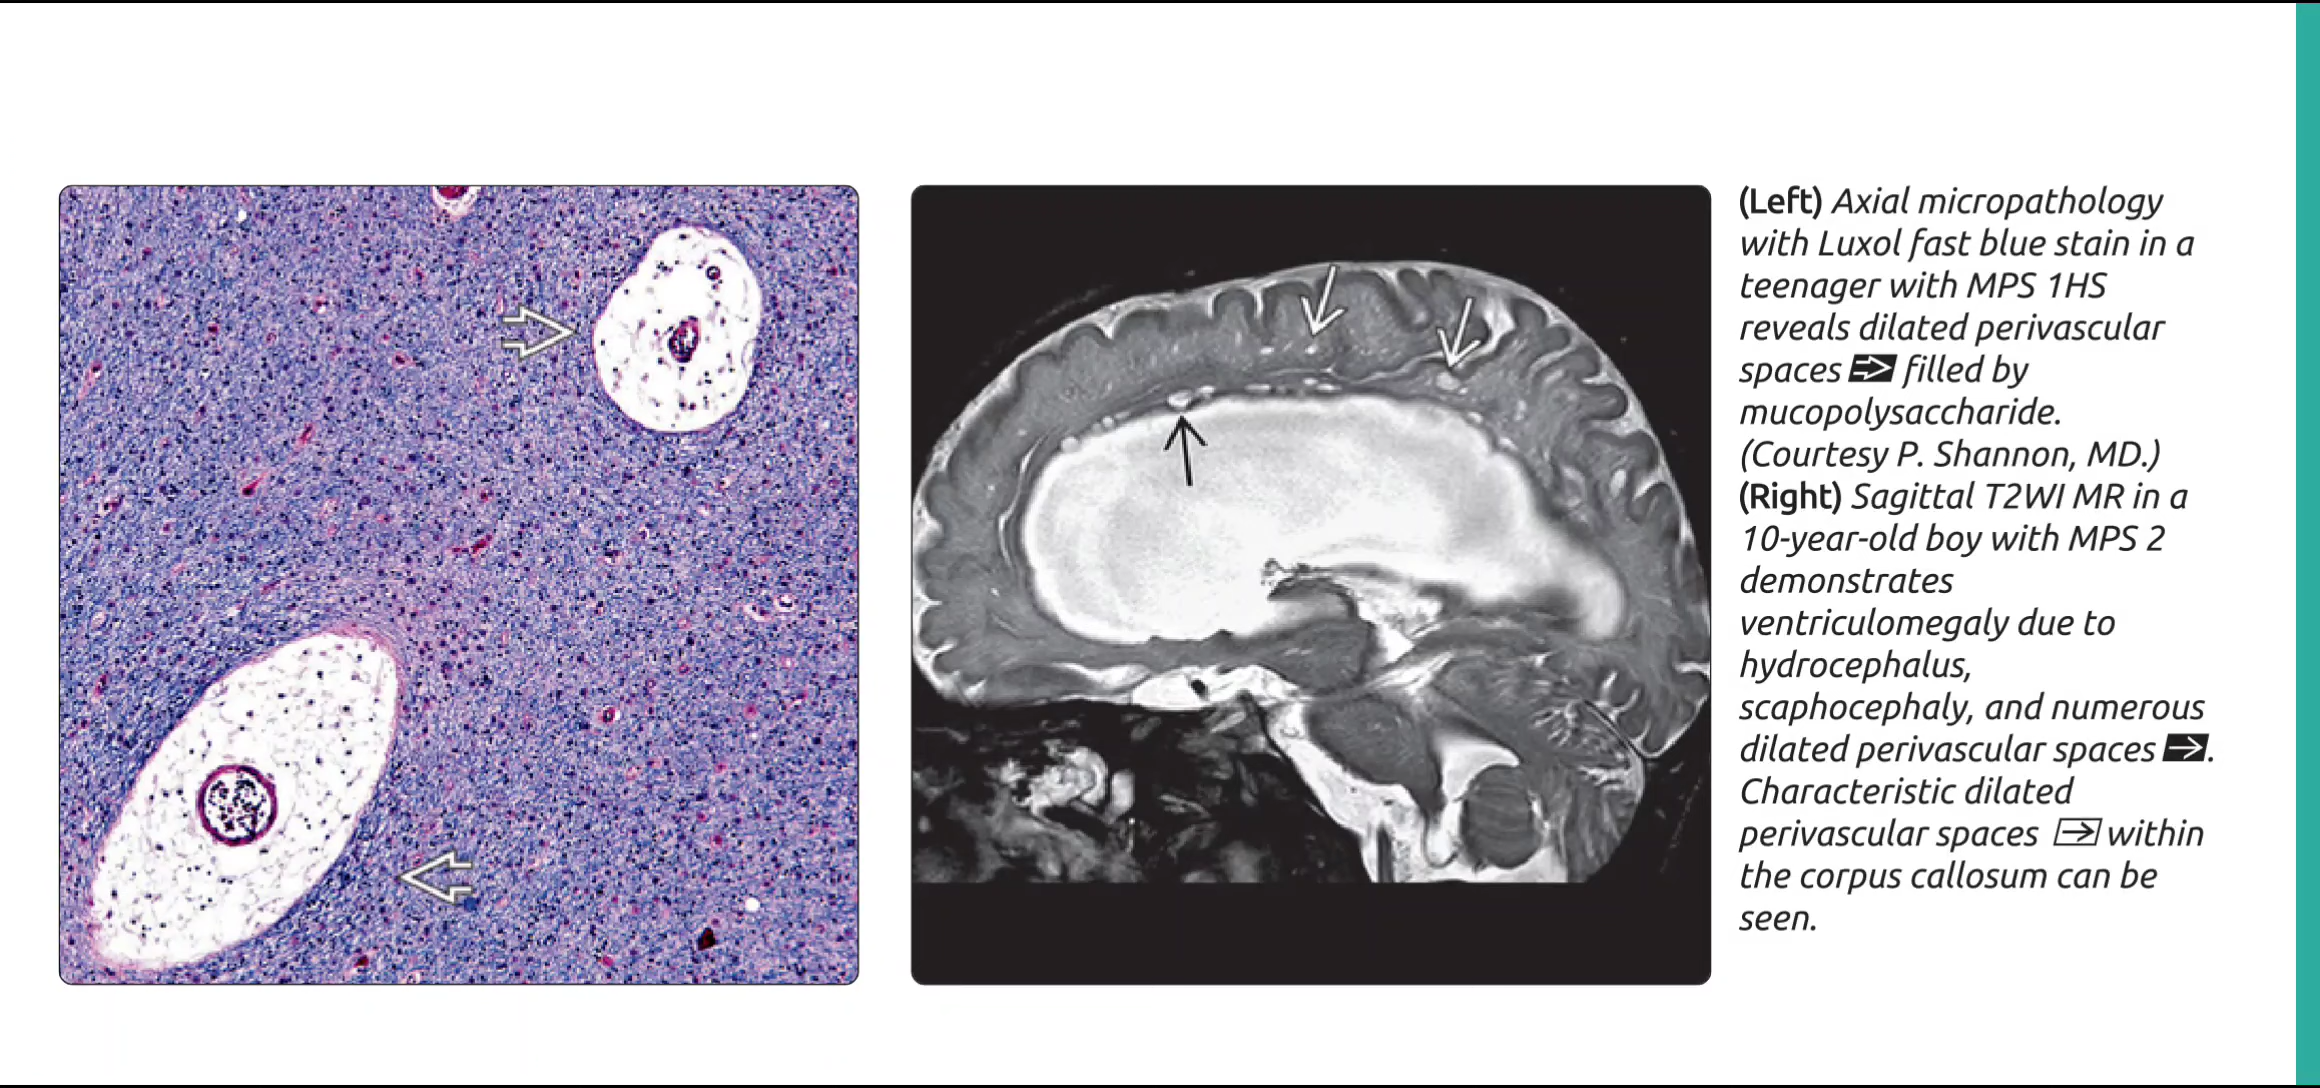 (Left) Axial micropathology
with Luxol fast blue stain in a
teenager with MPS 1HS
reveals dilated perivascular
spaces filled by
mucopolysaccharide.
(Courtesy P. Shannon, MD.)
(Right) Sagittal T2WI MR in a
10-year-old boy with MPS 2
demonstrates
ventriculomegaly due to
hydrocephalus,
scaphocephaly, and numerous
dilated perivascular spaces .
Characteristic dilated
perivascular spaces within
the corpus callosum can be
seen.